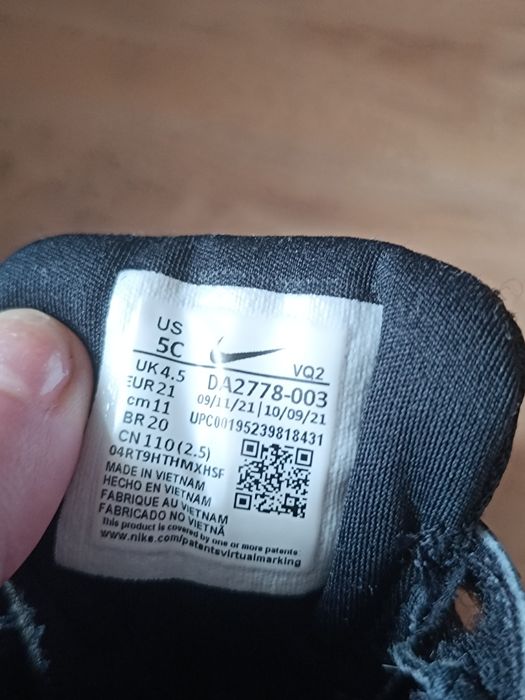 US
5C
VQ2
UK 4.5
DA2778-003
EUR 21
09/11/21 | 10/09/21
cm 11
UPC00195239818431
BR 20
CN 110 (2.5)
04RT9HTHMXHSF
MADE IN VIETNAM
HECHO EN VIETNAM
FABRIQUE AU VIETNAM
FABRICADO NO VIETNÃ
This product is covered by one or more patents
www.nike.com/patentsvirtualmarking